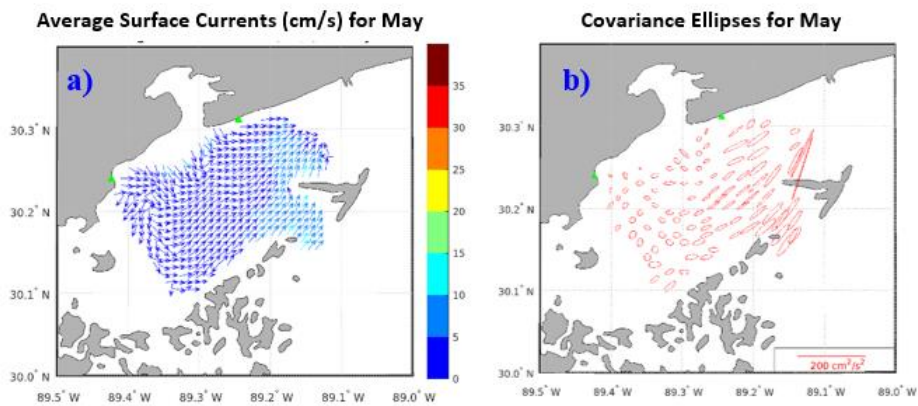 Average Surface Currents (cm/s) for May
Covariance Ellipses for May
a)
b)
35
30
25
20
15
10
5
0
30.3° N
30.2° N
30.1° N
30.0° N
89.5° W 89.4° W 89.3° W 89.2° W 89.1° W 89.0° W
30.3° N
30.2° N
30.1° N
30.0° N
200 cm²/s²
89.5° W 89.4° W 89.3° W 89.2° W 89.1° W 89.0° W